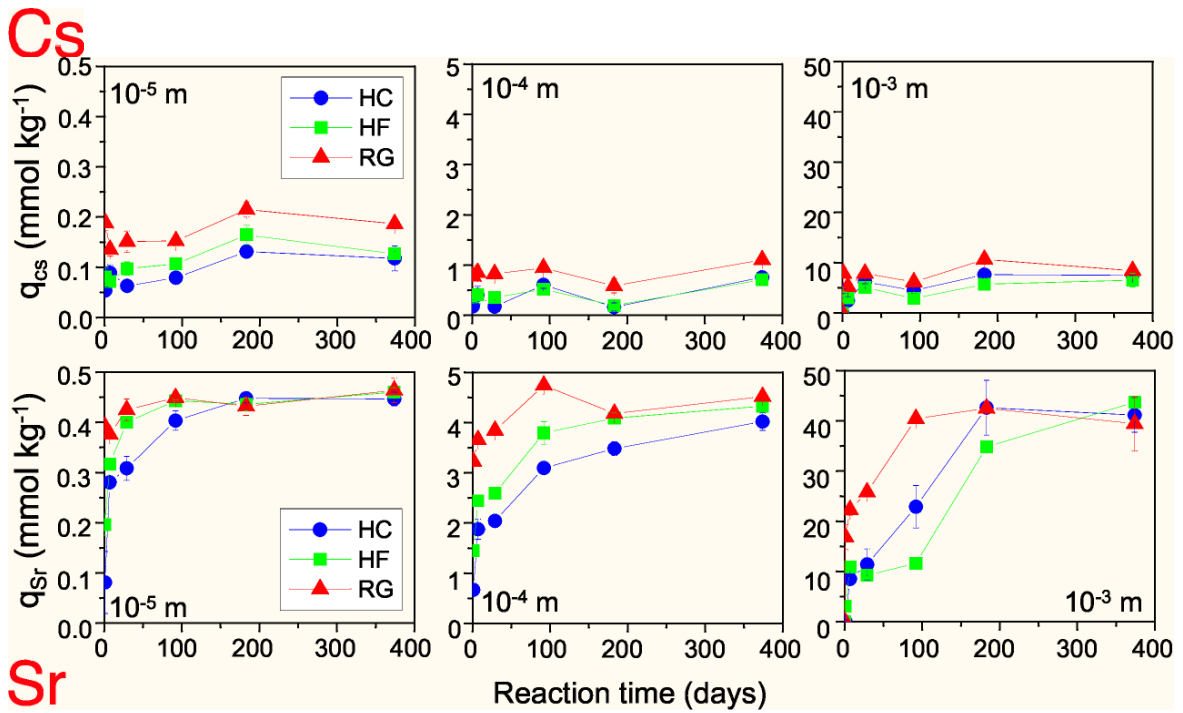 Cs
q_cs (mmol kg⁻¹)
0.5
0.4
0.3
0.2
0.1
0.0
10⁻⁵ m
HC
HF
RG
0 100 200 300 400
5
4
3
2
1
0
10⁻⁴ m
0 100 200 300 400
50
40
30
20
10
0
10⁻³ m
0 100 200 300 400
q_Sr (mmol kg⁻¹)
0.5
0.4
0.3
0.2
0.1
0.0
HC
HF
RG
10⁻⁵ m
0 100 200 300 400
5
4
3
2
1
0
10⁻⁴ m
0 100 200 300 400
50
40
30
20
10
0
10⁻³ m
0 100 200 300 400
Sr
Reaction time (days)